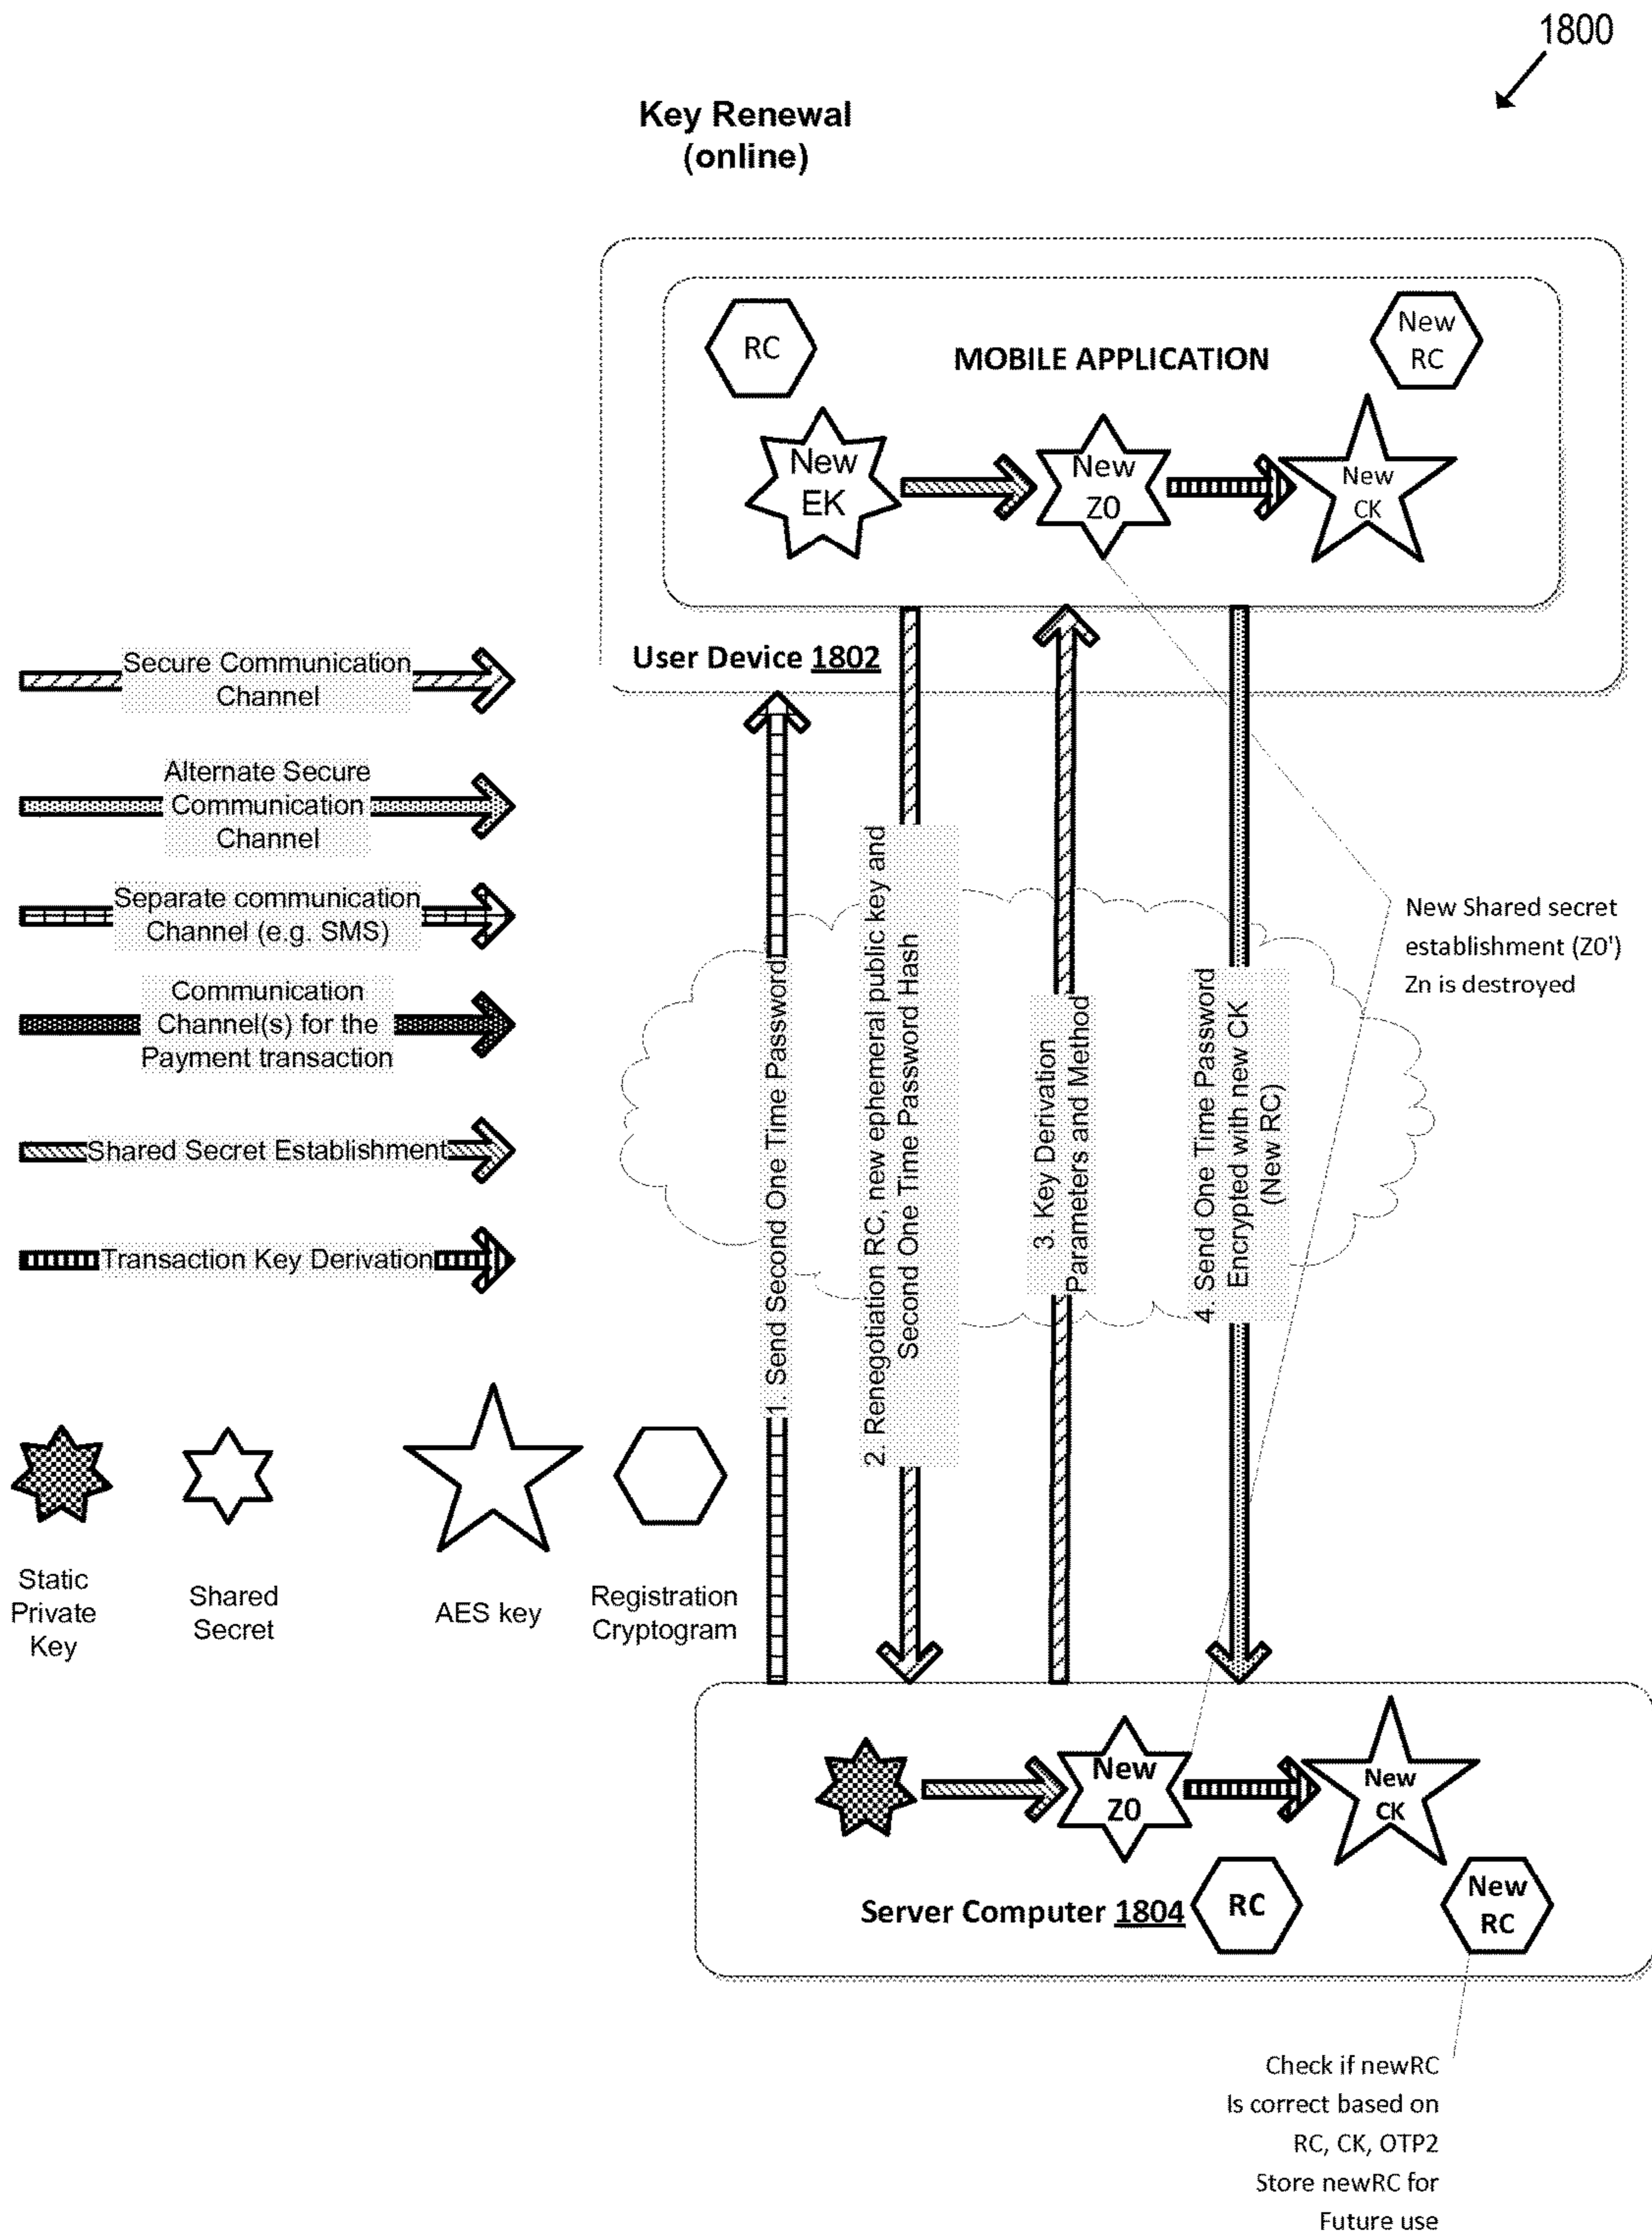 1800
Key Renewal
(online)
RC
MOBILE APPLICATION
New
RC
New
EK
New
Z0
New
CK
User Device 1802
Secure Communication
Channel
Alternate Secure
Communication
Channel
Separate communication
Channel (e.g. SMS)
Communication
Channel(s) for the
Payment transaction
Shared Secret Establishment
Transaction Key Derivation
1. Send Second One Time Password
2. Renegotiation RC, new ephemeral public key and
Second One Time Password Hash
3. Key Derivation
Parameters and Method
4. Send One Time Password
Encrypted with new CK
(New RC)
New Shared secret
establishment (Z0')
Zn is destroyed
Static
Private
Key
Shared
Secret
AES key
Registration
Cryptogram
New
Z0
New
CK
Server Computer 1804
RC
New
RC
Check if newRC
Is correct based on
RC, CK, OTP2
Store newRC for
Future use